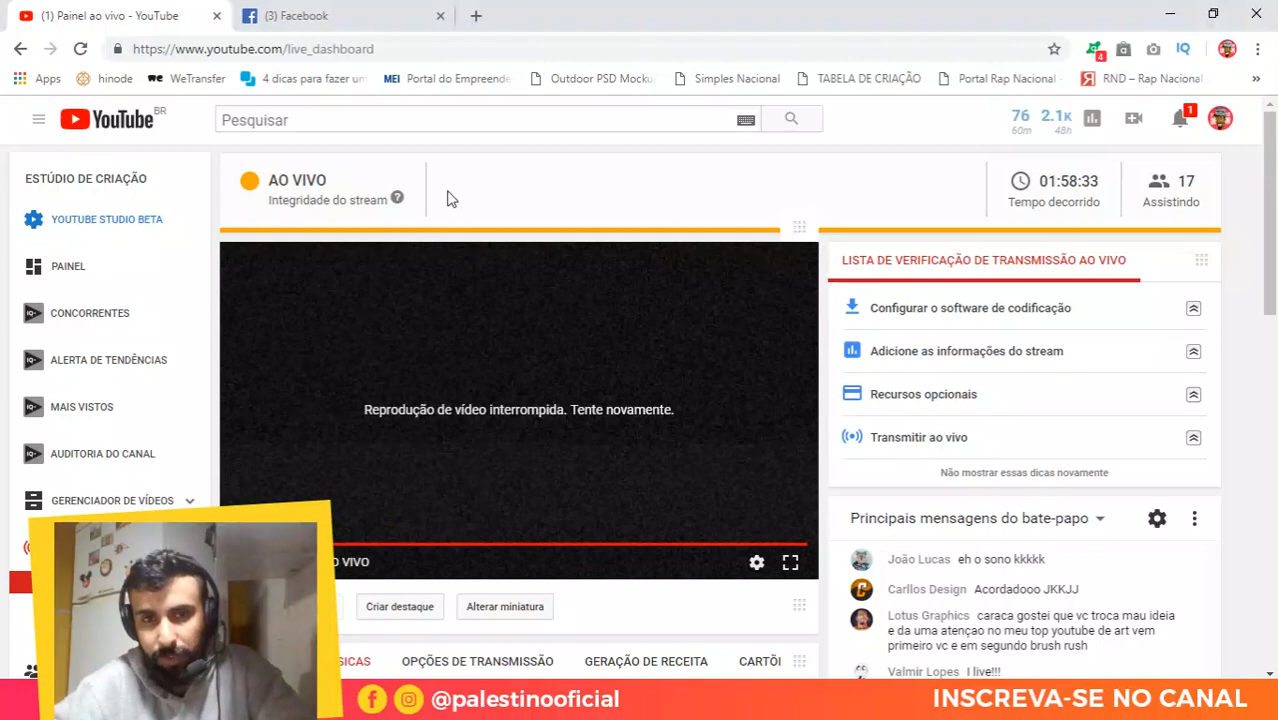 (1) Painel ao vivo - YouTube
(3) Facebook
https://www.youtube.com/live_dashboard
4
IQ
Apps
hinode
we WeTransfer
4 dicas para fazer um
MEI Portal do Empreende
Outdoor PSD Mocku
Simples Nacional
TABELA DE CRIAÇÃO
Portal Rap Nacional -
RND – Rap Nacional
»
YouTube BR
Pesquisar
76 2.1K
60m 48h
1
ESTÚDIO DE CRIAÇÃO
YOUTUBE STUDIO BETA
PAINEL
CONCORRENTES
ALERTA DE TENDÊNCIAS
MAIS VISTOS
AUDITORIA DO CANAL
GERENCIADOR DE VÍDEOS
AO VIVO
Integridade do stream
01:58:33
Tempo decorrido
17
Assistindo
Reprodução de vídeo interrompida. Tente novamente.
O VIVO
Criar destaque
Alterar miniatura
SICAS
OPÇÕES DE TRANSMISSÃO
GERAÇÃO DE RECEITA
CARTÕI
LISTA DE VERIFICAÇÃO DE TRANSMISSÃO AO VIVO
Configurar o software de codificação
Adicione as informações do stream
Recursos opcionais
Transmitir ao vivo
Não mostrar essas dicas novamente
Principais mensagens do bate-papo
João Lucas eh o sono kkkkk
Carllos Design Acordadooo JKKJJ
Lotus Graphics caraca gostei que vc troca mau ideia
e da uma atençao no meu top youtube de art vem
primeiro vc e em segundo brush rush
Valmir Lopes I live!!!
@palestinooficial
INSCREVA-SE NO CANAL